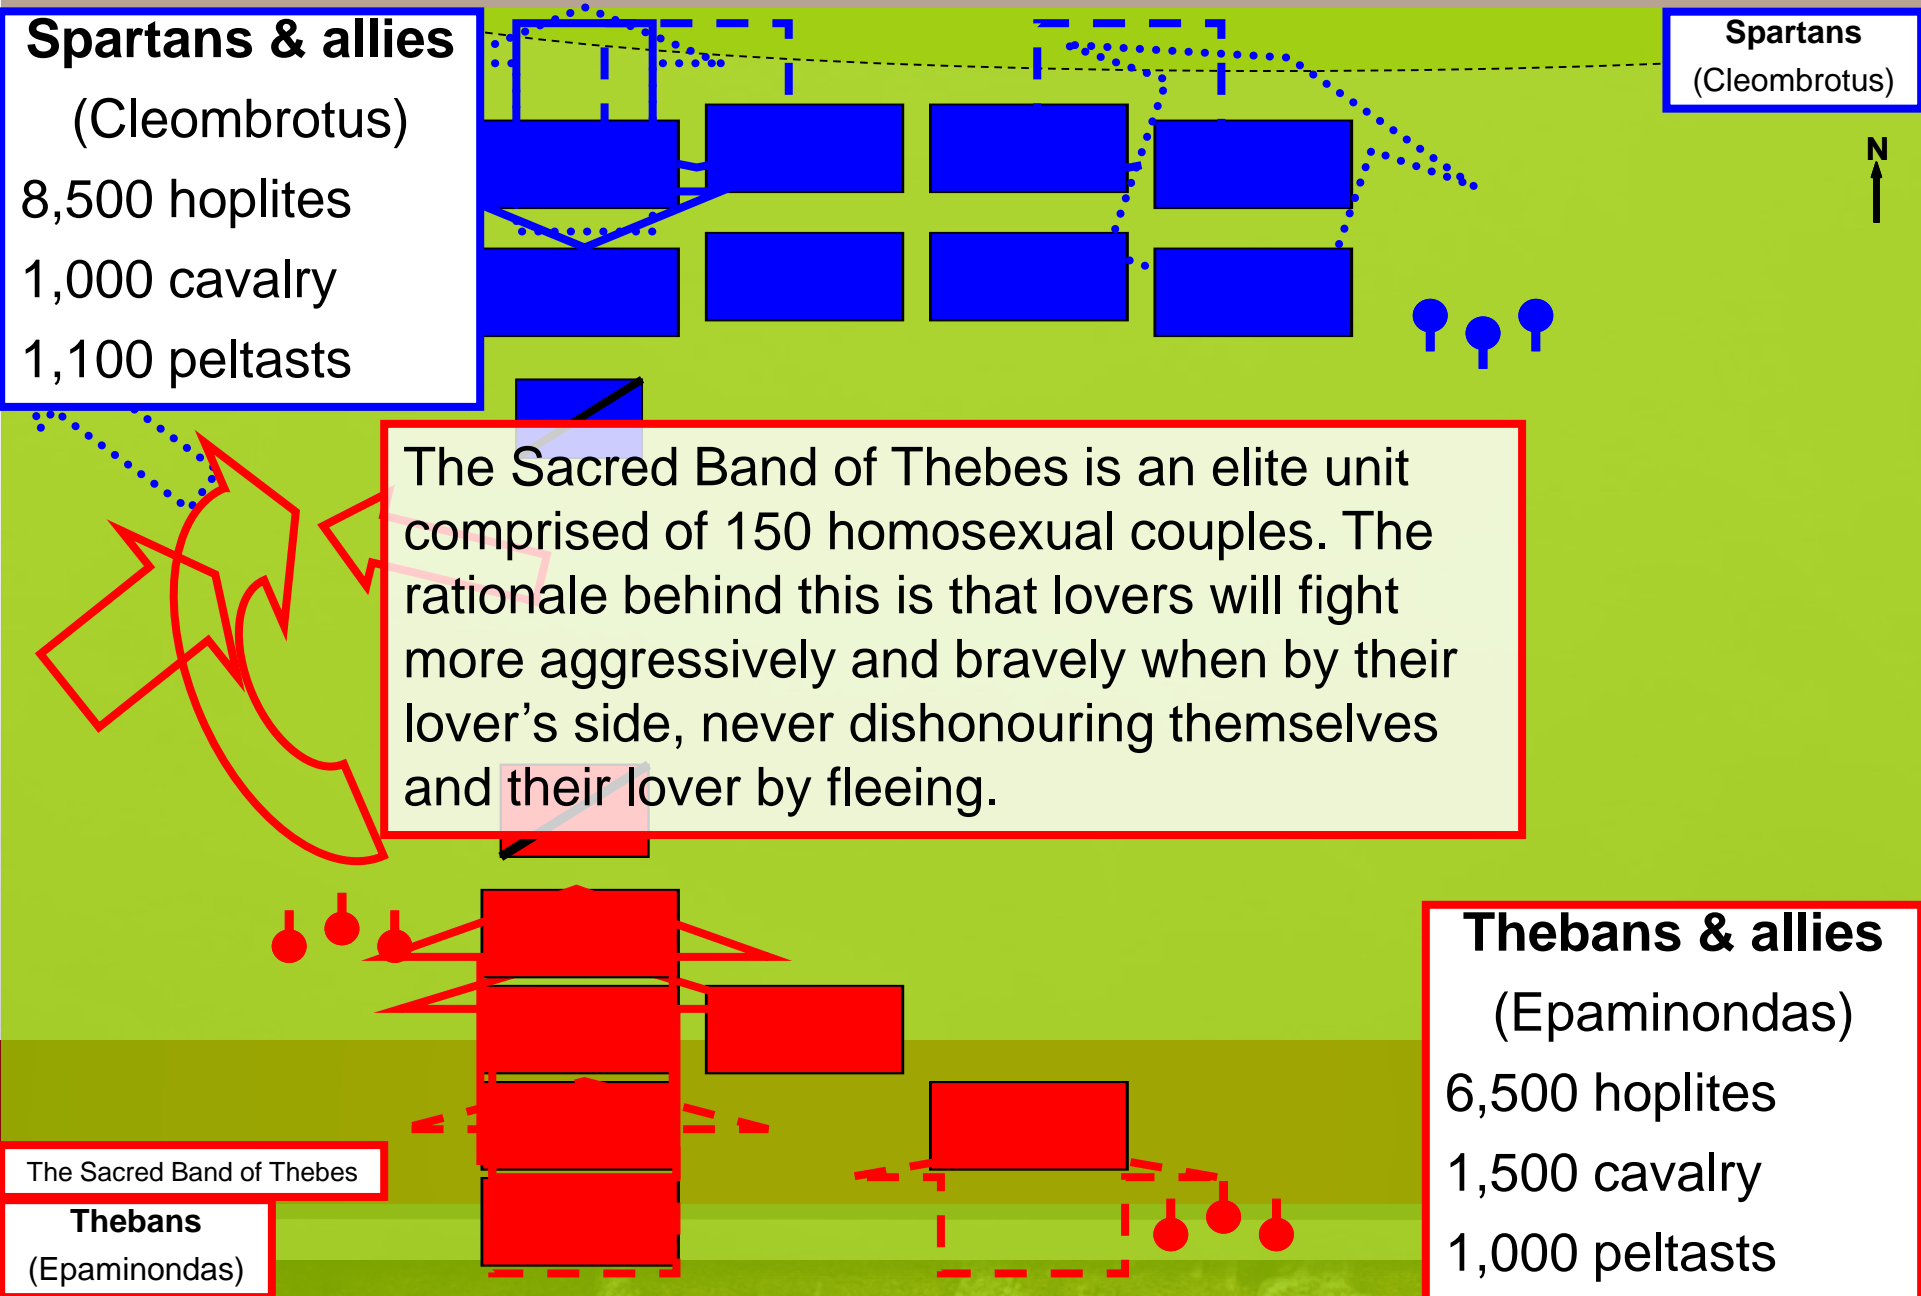 Spartans & allies
(Cleombrotus)
8,500 hoplites
1,000 cavalry
1,100 peltasts
Spartans
(Cleombrotus)
N
The Sacred Band of Thebes is an elite unit
comprised of 150 homosexual couples. The
rationale behind this is that lovers will fight
more aggressively and bravely when by their
lover’s side, never dishonouring themselves
and their lover by fleeing.
Thebans & allies
(Epaminondas)
6,500 hoplites
1,500 cavalry
1,000 peltasts
The Sacred Band of Thebes
Thebans
(Epaminondas)